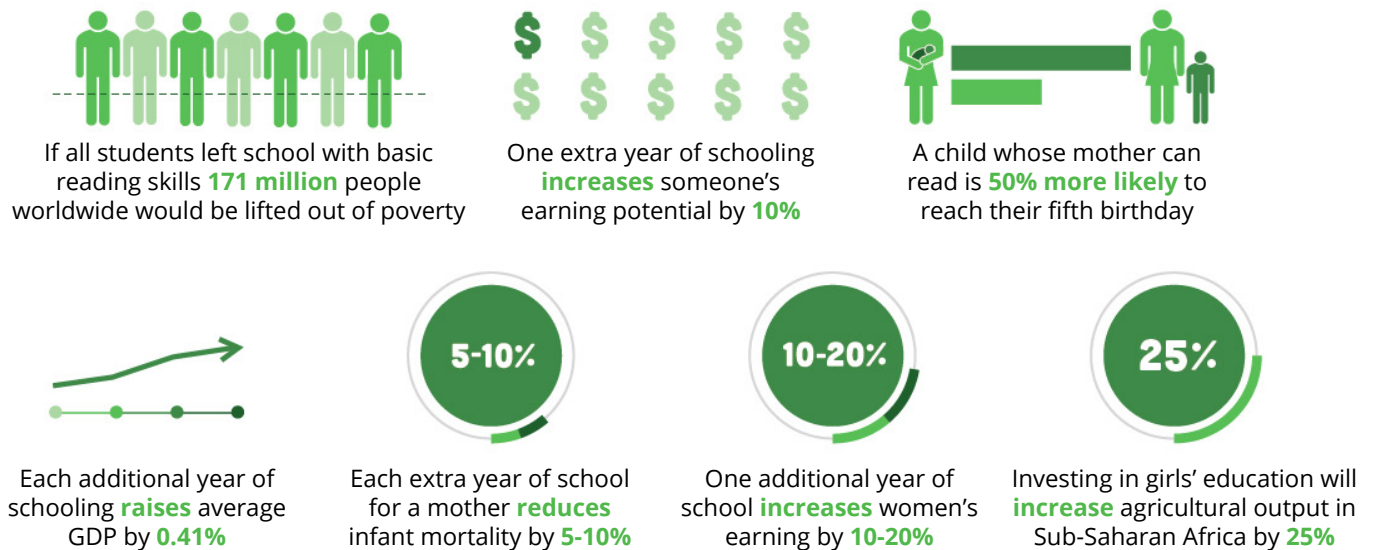 If all students left school with basic
reading skills 171 million people
worldwide would be lifted out of poverty
One extra year of schooling
increases someone's
earning potential by 10%
A child whose mother can
read is 50% more likely to
reach their fifth birthday
Each additional year of
schooling raises average
GDP by 0.41%
5-10%
Each extra year of school
for a mother reduces
infant mortality by 5-10%
10-20%
One additional year of
school increases women's
earning by 10-20%
25%
Investing in girls' education will
increase agricultural output in
Sub-Saharan Africa by 25%